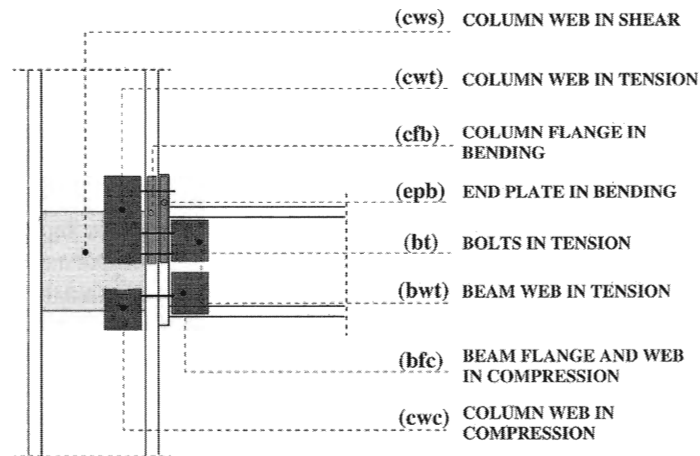 (cws) COLUMN WEB IN SHEAR
(cwt) COLUMN WEB IN TENSION
(cfb) COLUMN FLANGE IN
BENDING
(epb) END PLATE IN BENDING
(bt) BOLTS IN TENSION
(bwt) BEAM WEB IN TENSION
(bfc) BEAM FLANGE AND WEB
IN COMPRESSION
(cwc) COLUMN WEB IN
COMPRESSION